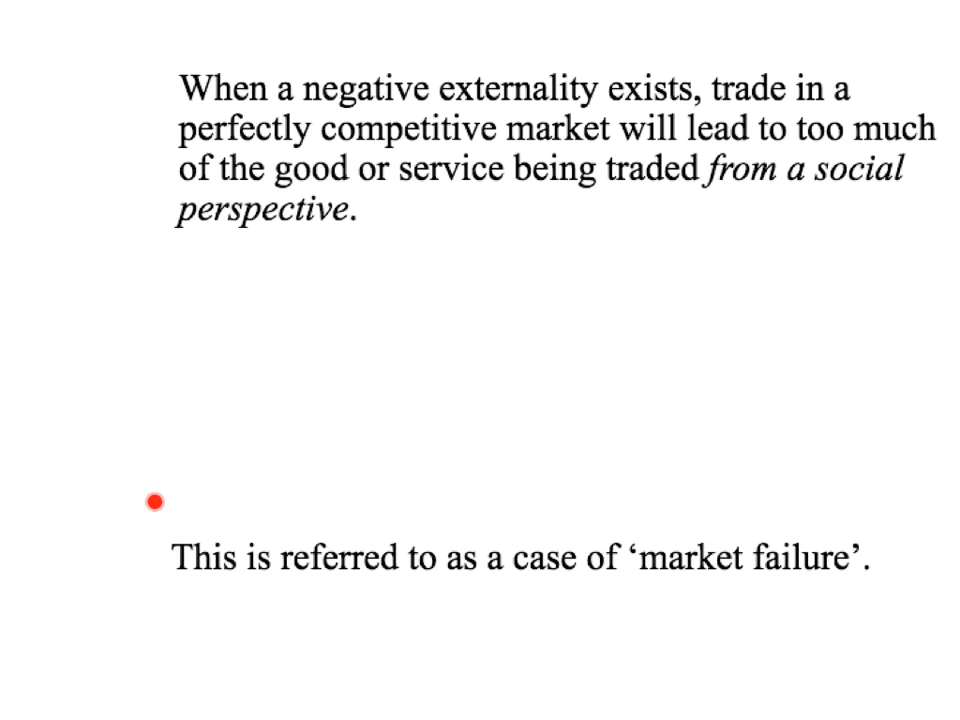 When a negative externality exists, trade in a
perfectly competitive market will lead to too much
of the good or service being traded from a social
perspective.
This is referred to as a case of ‘market failure’.